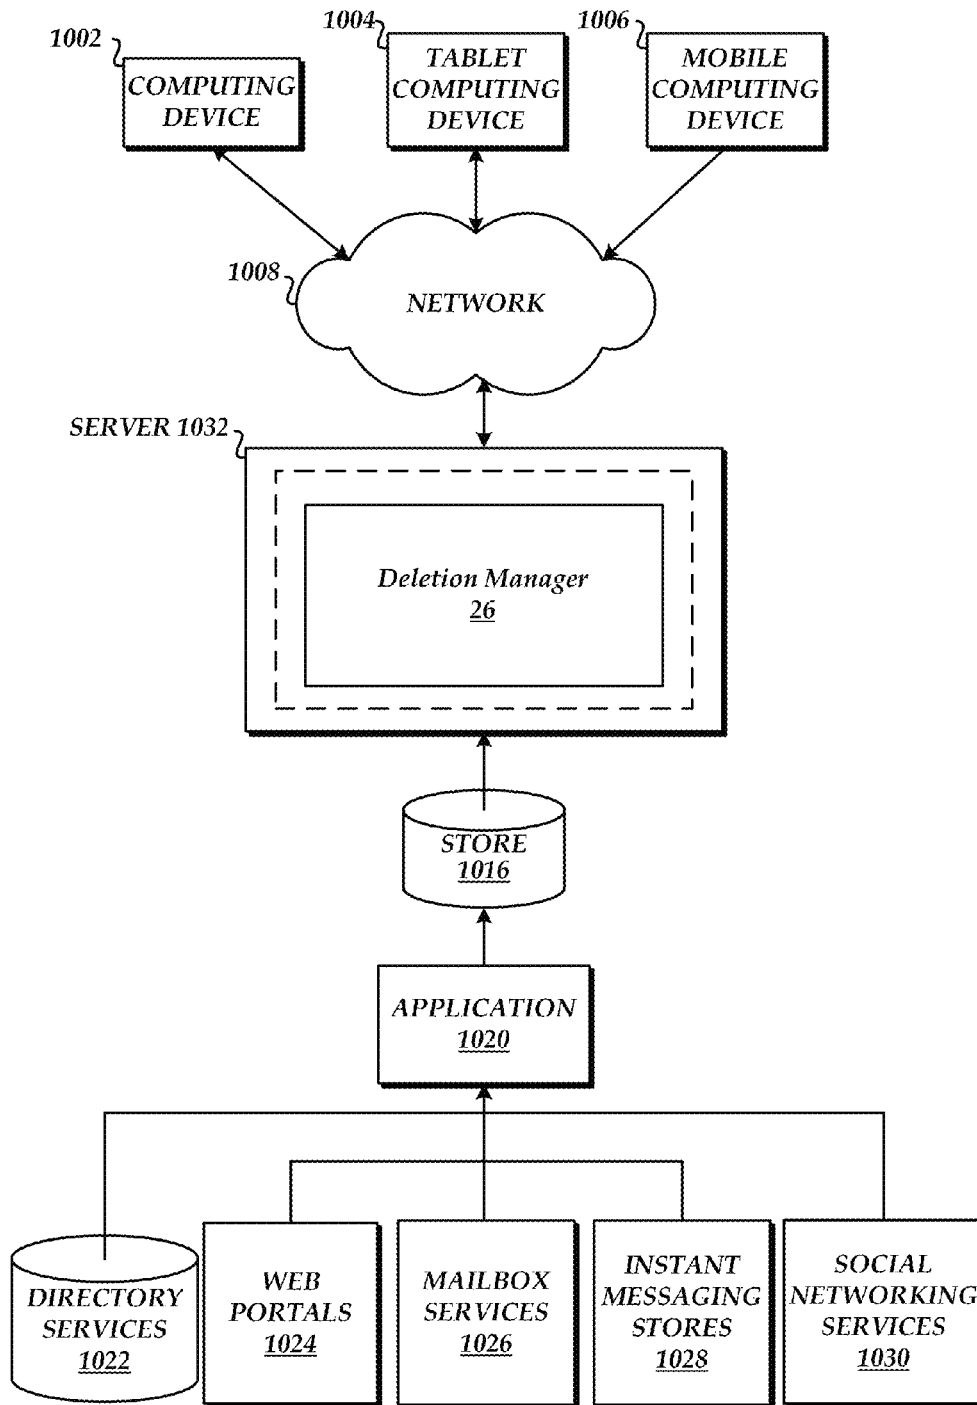 1002
COMPUTING
DEVICE
1004
TABLET
COMPUTING
DEVICE
1006
MOBILE
COMPUTING
DEVICE
1008
NETWORK
SERVER 1032
Deletion Manager
26
STORE
1016
APPLICATION
1020
DIRECTORY
SERVICES
1022
WEB
PORTALS
1024
MAILBOX
SERVICES
1026
INSTANT
MESSAGING
STORES
1028
SOCIAL
NETWORKING
SERVICES
1030